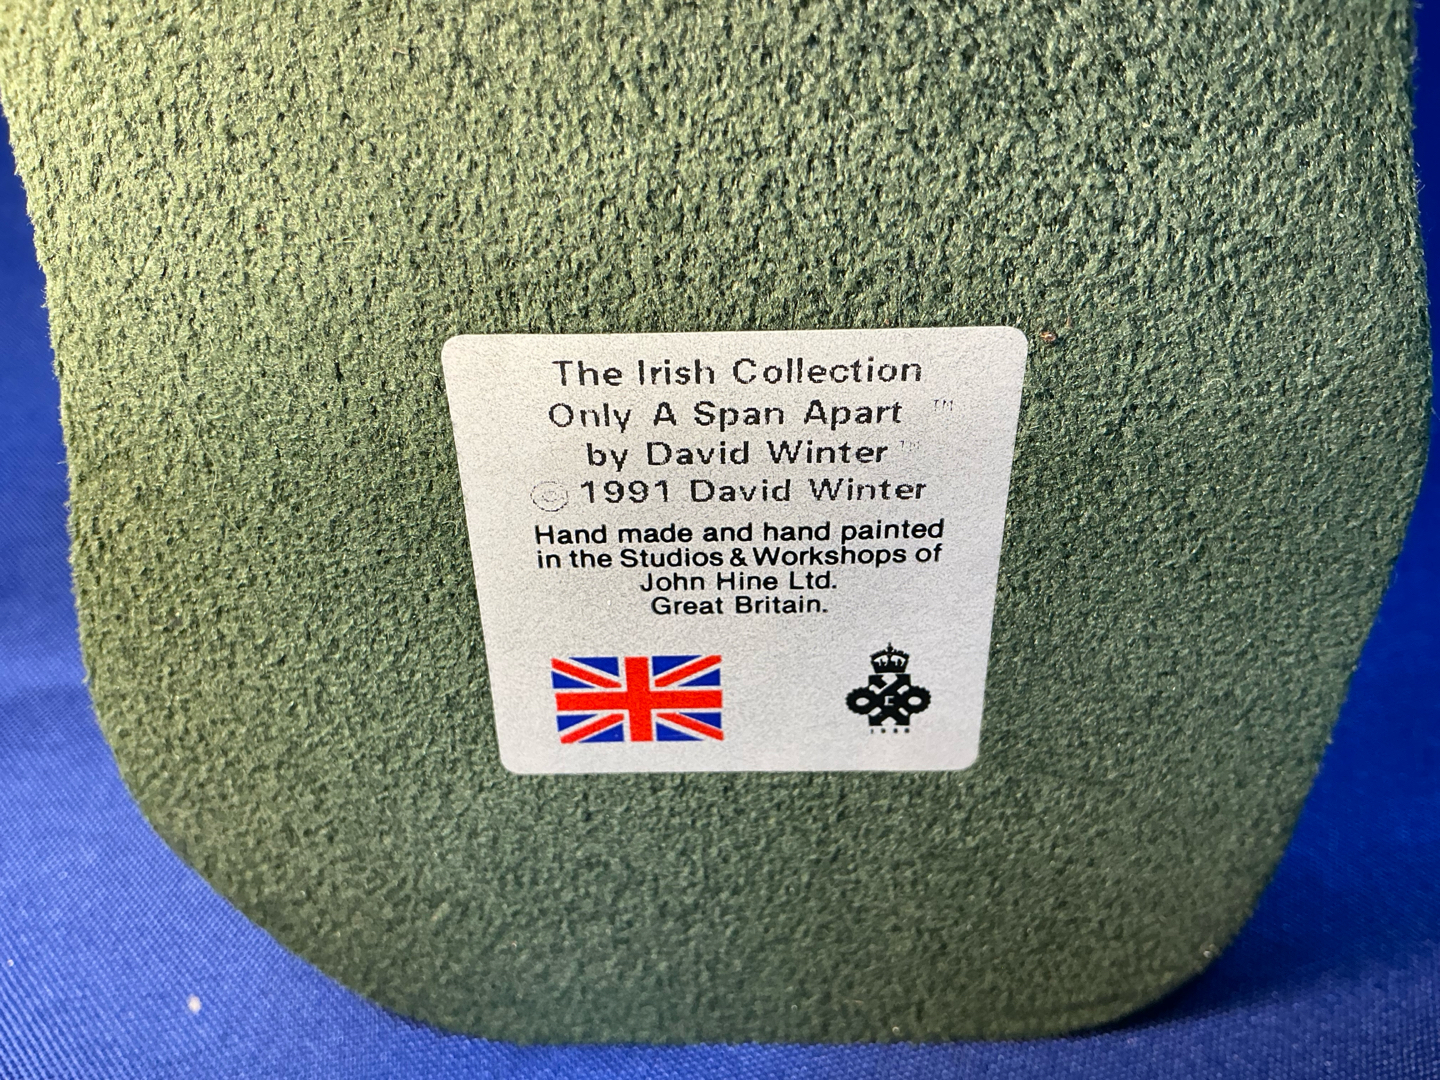 The Irish Collection
Only A Span Apart ™
by David Winter ™
© 1991 David Winter
Hand made and hand painted
in the Studios & Workshops of
John Hine Ltd.
Great Britain.